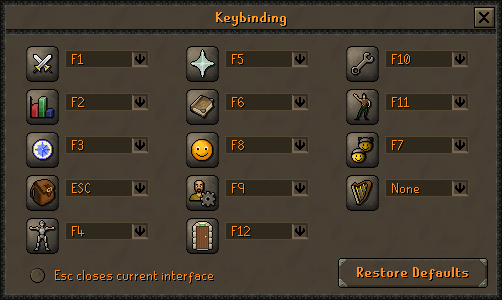 Keybinding
F1
F5
F10
F2
F6
F11
F3
F8
F7
ESC
F9
None
F4
F12
Esc closes current interface
Restore Defaults